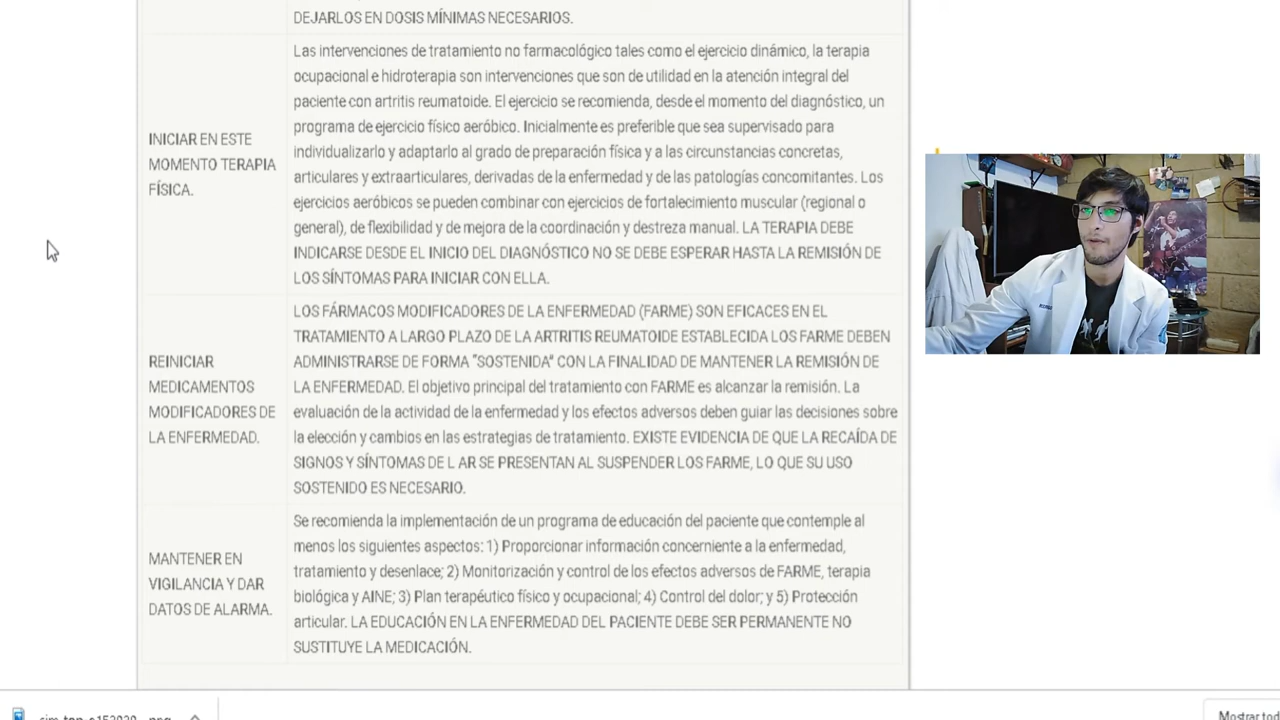 DEJARLOS EN DOSIS MÍNIMAS NECESARIOS.
INICIAR EN ESTE
MOMENTO TERAPIA
FÍSICA.
Las intervenciones de tratamiento no farmacológico tales como el ejercicio dinámico, la terapia
ocupacional e hidroterapia son intervenciones que son de utilidad en la atención integral del
paciente con artritis reumatoide. El ejercicio se recomienda, desde el momento del diagnóstico, un
programa de ejercicio físico aeróbico. Inicialmente es preferible que sea supervisado para
individualizarlo y adaptarlo al grado de preparación física y a las circunstancias concretas,
articulares y extraarticulares, derivadas de la enfermedad y de las patologías concomitantes. Los
ejercicios aeróbicos se pueden combinar con ejercicios de fortalecimiento muscular (regional o
general), de flexibilidad y de mejora de la coordinación y destreza manual. LA TERAPIA DEBE
INDICARSE DESDE EL INICIO DEL DIAGNÓSTICO NO SE DEBE ESPERAR HASTA LA REMISIÓN DE
LOS SÍNTOMAS PARA INICIAR CON ELLA.
REINICIAR
MEDICAMENTOS
MODIFICADORES DE
LA ENFERMEDAD.
LOS FÁRMACOS MODIFICADORES DE LA ENFERMEDAD (FARME) SON EFICACES EN EL
TRATAMIENTO A LARGO PLAZO DE LA ARTRITIS REUMATOIDE ESTABLECIDA LOS FARME DEBEN
ADMINISTRARSE DE FORMA "SOSTENIDA" CON LA FINALIDAD DE MANTENER LA REMISIÓN DE
LA ENFERMEDAD. El objetivo principal del tratamiento con FARME es alcanzar la remisión. La
evaluación de la actividad de la enfermedad y los efectos adversos deben guiar las decisiones sobre
la elección y cambios en las estrategias de tratamiento. EXISTE EVIDENCIA DE QUE LA RECAÍDA DE
SIGNOS Y SÍNTOMAS DE L AR SE PRESENTAN AL SUSPENDER LOS FARME, LO QUE SU USO
SOSTENIDO ES NECESARIO.
MANTENER EN
VIGILANCIA Y DAR
DATOS DE ALARMA.
Se recomienda la implementación de un programa de educación del paciente que contemple al
menos los siguientes aspectos: 1) Proporcionar información concerniente a la enfermedad,
tratamiento y desenlace; 2) Monitorización y control de los efectos adversos de FARME, terapia
biológica y AINE; 3) Plan terapéutico físico y ocupacional; 4) Control del dolor; y 5) Protección
articular. LA EDUCACIÓN EN LA ENFERMEDAD DEL PACIENTE DEBE SER PERMANENTE NO
SUSTITUYE LA MEDICACIÓN.
Mostrar tod